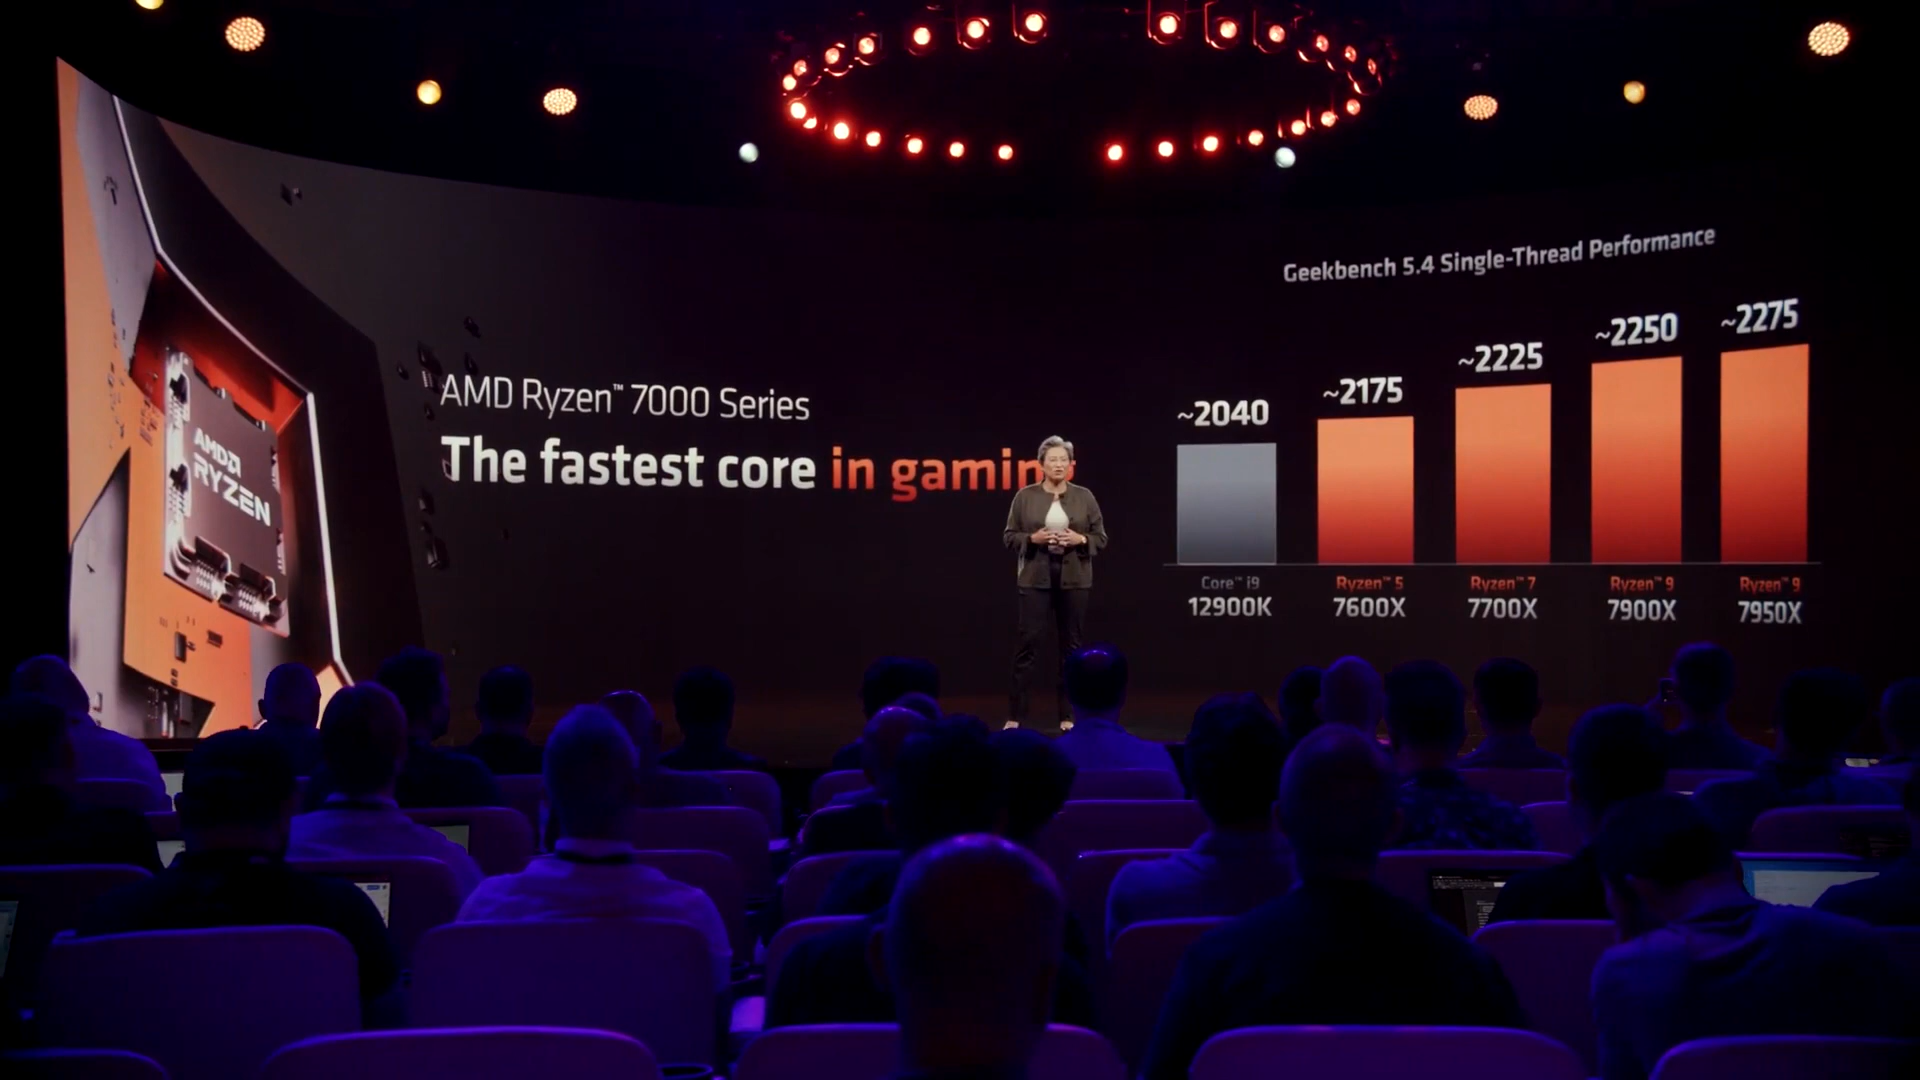 AMD
RYZEN
AMD Ryzen™ 7000 Series
The fastest core in gaming
Geekbench 5.4 Single-Thread Performance
~2040
~2175
~2225
~2250
~2275
Core™ i9
12900K
Ryzen™ 5
7600X
Ryzen™ 7
7700X
Ryzen™ 9
7900X
Ryzen™ 9
7950X